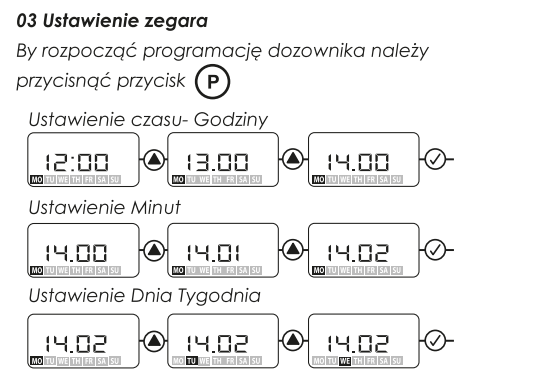 03 Ustawienie zegara
By rozpocząć programację dozownika należy
przycisnąć przycisk P
Ustawienie czasu- Godziny
12:00 13.00 14.00
MO TU WE TH FR SA SU MO TU WE TH FR SA SU MO TU WE TH FR SA SU
Ustawienie Minut
14.00 14.01 14.02
MO TU WE TH FR SA SU MO TU WE TH FR SA SU MO TU WE TH FR SA SU
Ustawienie Dnia Tygodnia
14.02 14.02 14.02
MO TU WE TH FR SA SU MO TU WE TH FR SA SU MO TU WE TH FR SA SU